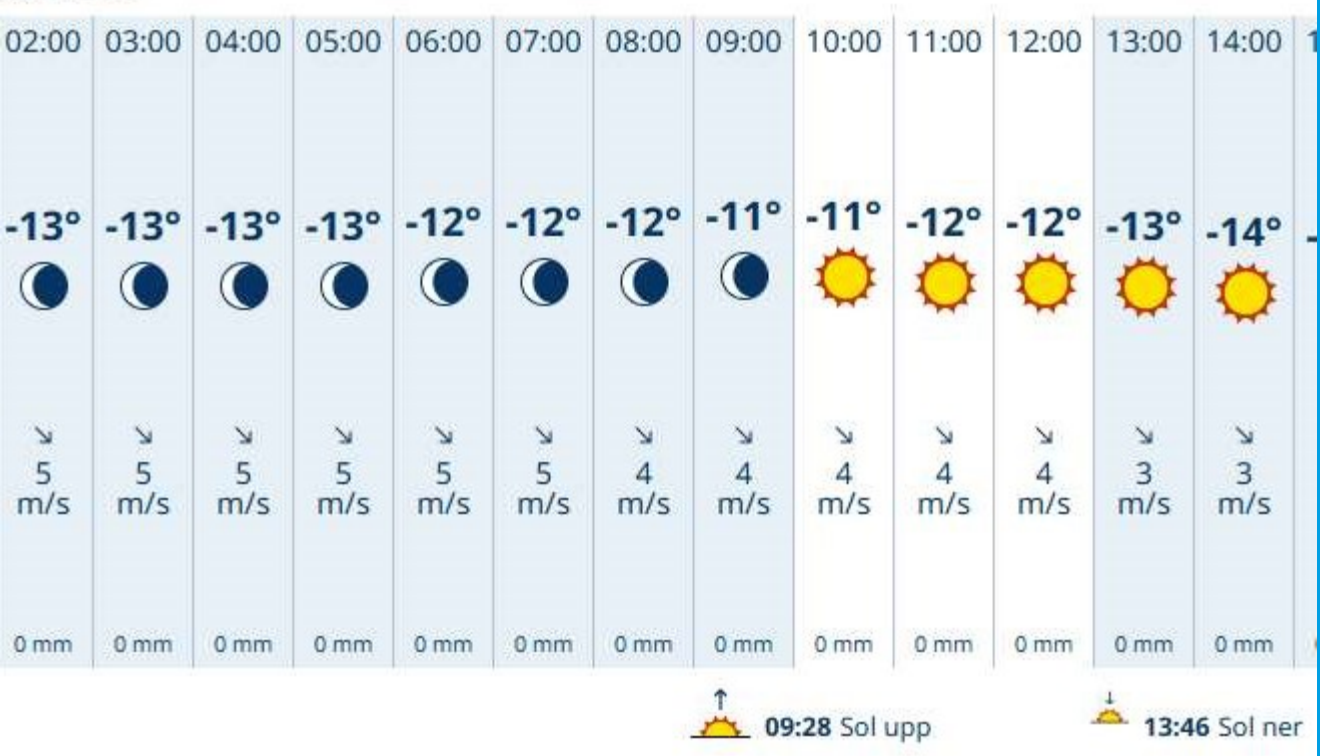 02:00 03:00 04:00 05:00 06:00 07:00 08:00 09:00 10:00 11:00 12:00 13:00 14:00
-13° -13° -13° -13° -12° -12° -12° -11° -11° -12° -12° -13° -14°
↘ ↘ ↘ ↘ ↘ ↘ ↘ ↘ ↘ ↘ ↘ ↘ ↘
5 5 5 5 5 5 4 4 4 4 4 3 3
m/s m/s m/s m/s m/s m/s m/s m/s m/s m/s m/s m/s m/s
0 mm 0 mm 0 mm 0 mm 0 mm 0 mm 0 mm 0 mm 0 mm 0 mm 0 mm 0 mm 0 mm
↑ ↓
09:28 Sol upp 13:46 Sol ner